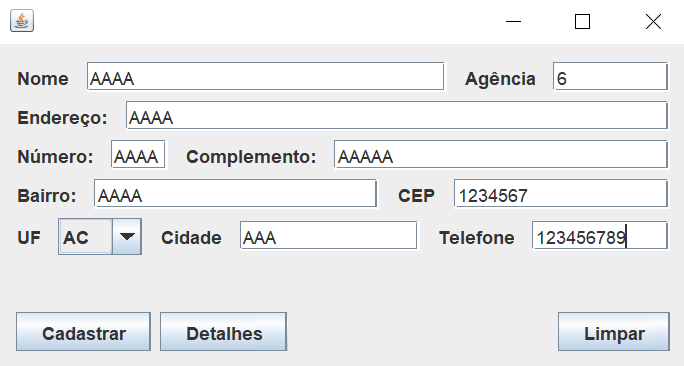 Nome AAAA Agência 6
Endereço: AAAA
Número: AAAA Complemento: AAAAA
Bairro: AAAA CEP 1234567
UF AC Cidade AAA Telefone 123456789
Cadastrar Detalhes Limpar